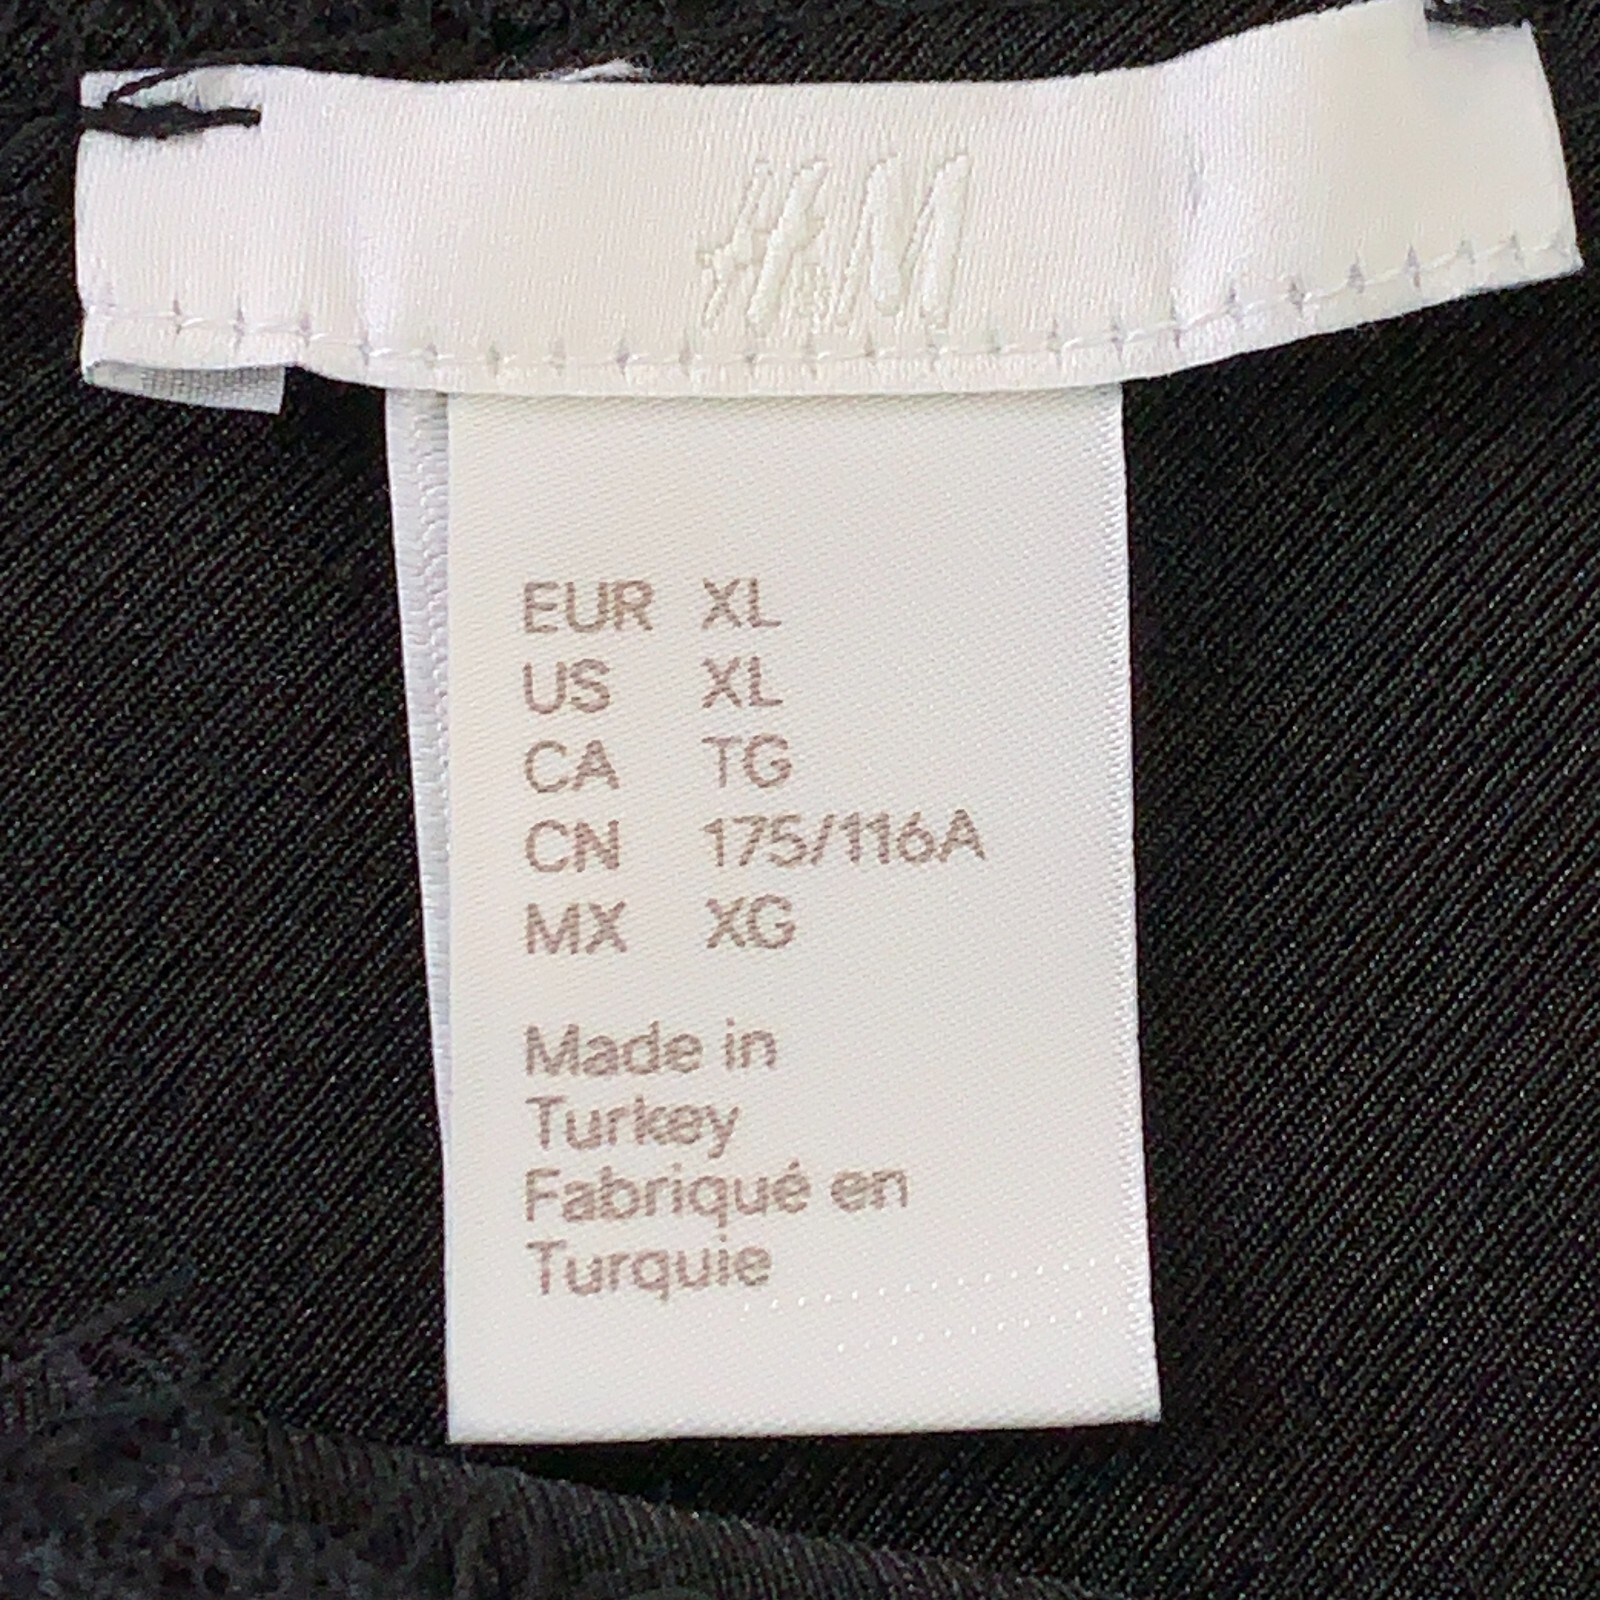 H&M
EUR XL
US XL
CA TG
CN 175/116A
MX XG
Made in
Turkey
Fabriqué en
Turquie